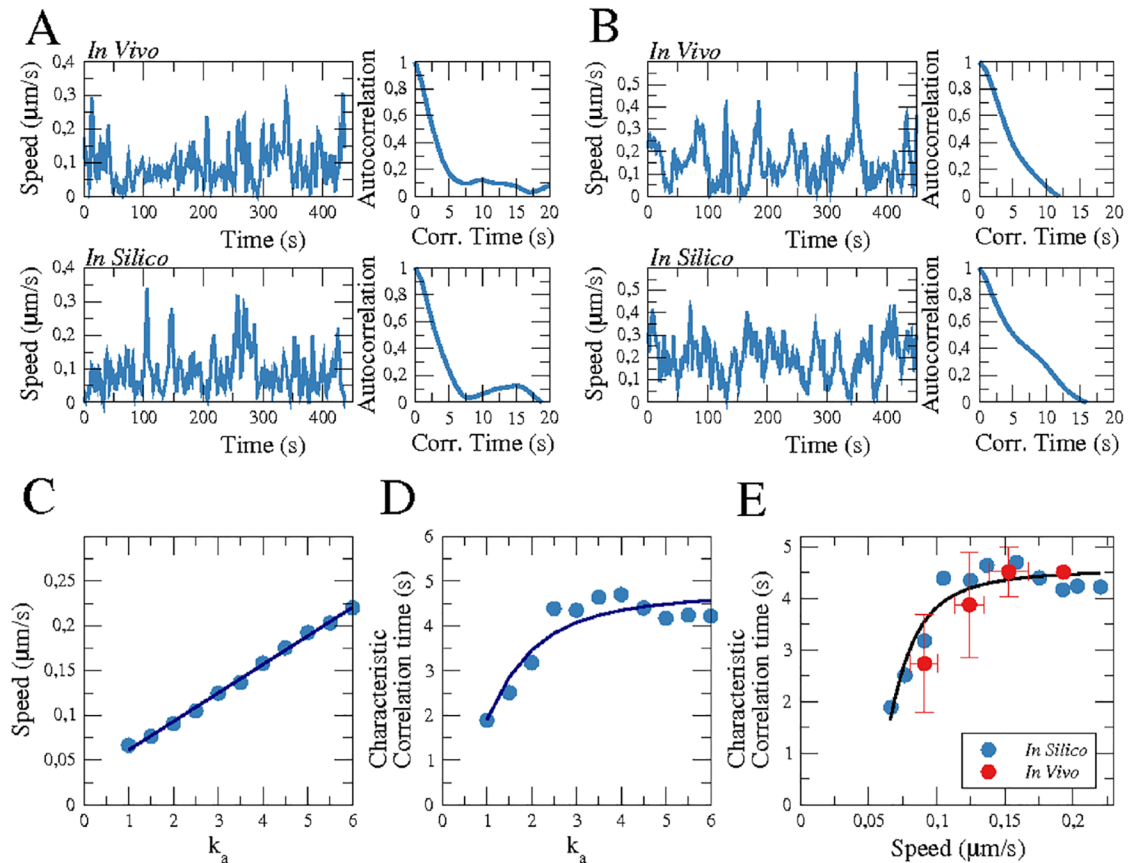 A
In Vivo
Speed (μm/s)
0,4
0,3
0,2
0,1
0
0 100 200 300 400
Time (s)
Autocorrelation
1
0,8
0,6
0,4
0,2
0
0 5 10 15 20
Corr. Time (s)
B
In Vivo
Speed (μm/s)
0,5
0,4
0,3
0,2
0,1
0
0 100 200 300 400
Time (s)
Autocorrelation
1
0,8
0,6
0,4
0,2
0
0 5 10 15 20
Corr. Time (s)
In Silico
Speed (μm/s)
0,4
0,3
0,2
0,1
0
0 100 200 300 400
Time (s)
Autocorrelation
1
0,8
0,6
0,4
0,2
0
0 5 10 15 20
Corr. Time (s)
In Silico
Speed (μm/s)
0,5
0,4
0,3
0,2
0,1
0
0 100 200 300 400
Time (s)
Autocorrelation
1
0,8
0,6
0,4
0,2
0
0 5 10 15 20
Corr. Time (s)
C
Speed (μm/s)
0,25
0,2
0,15
0,1
0,05
0
0 1 2 3 4 5 6
k_a
D
Characteristic
Correlation time (s)
6
5
4
3
2
1
0
0 1 2 3 4 5 6
k_a
E
Characteristic
Correlation time (s)
5
4
3
2
1
0
0 0,05 0,1 0,15 0,2
Speed (μm/s)
In Silico
In Vivo